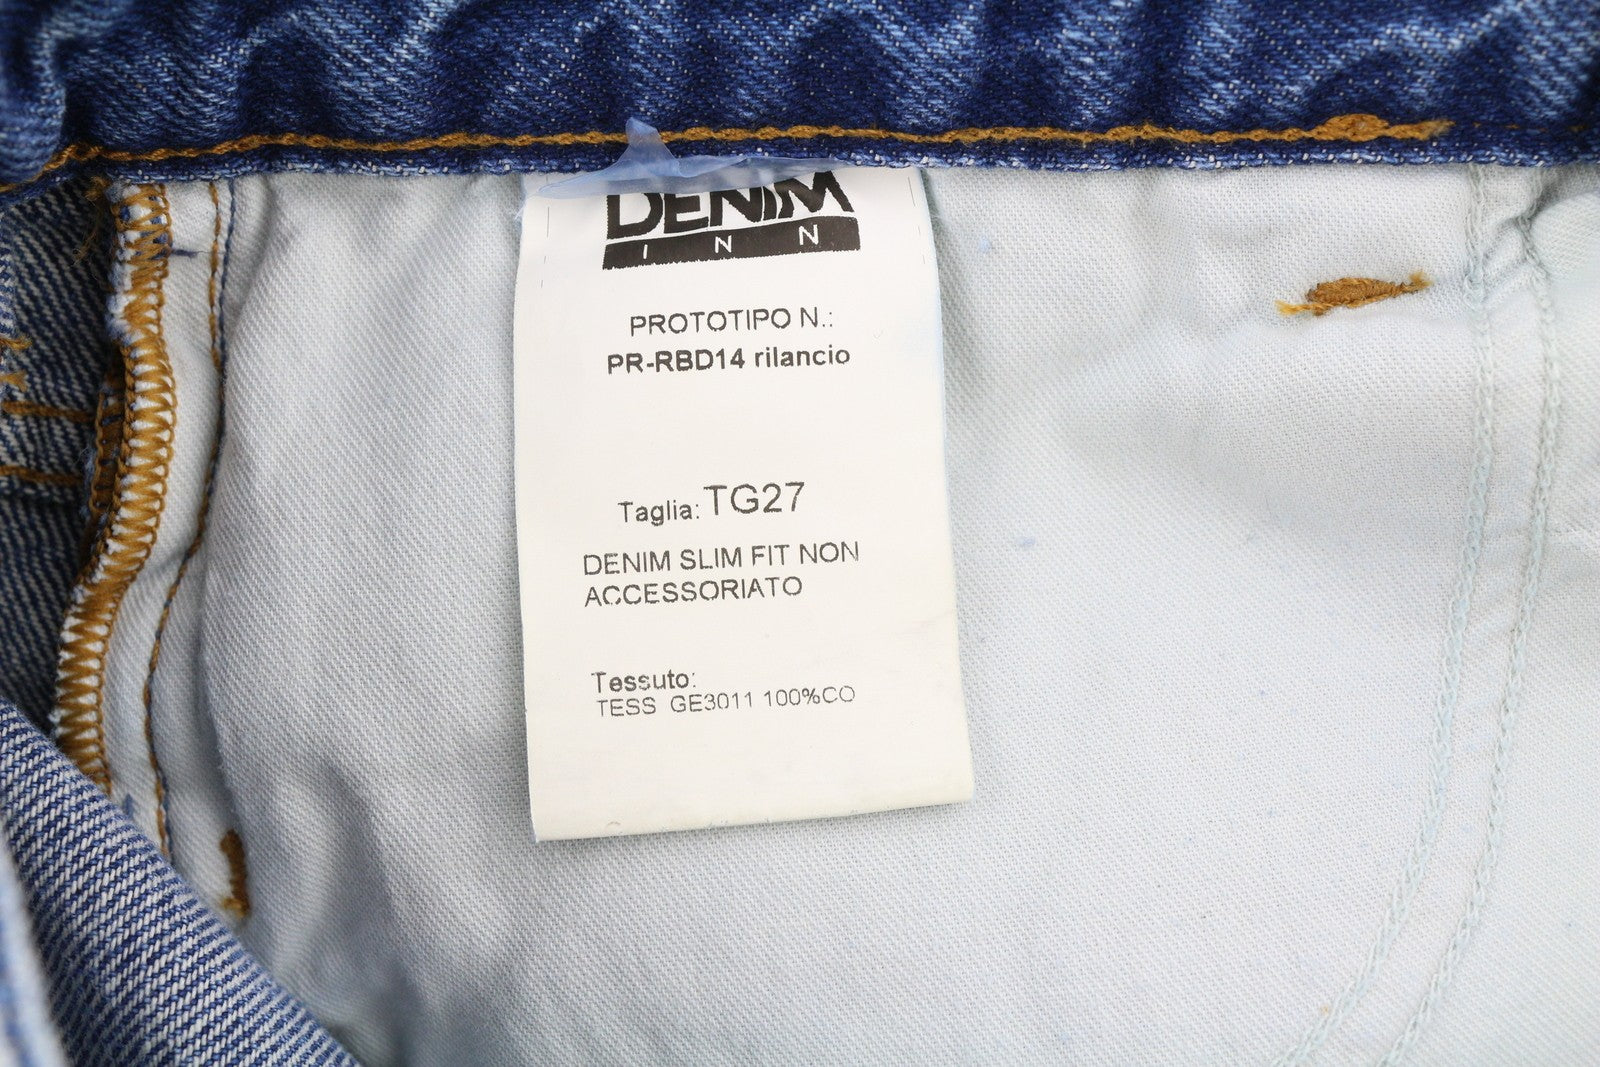 DENIM
INN
PROTOTIPO N.:
PR-RBD14 rilancio
Taglia: TG27
DENIM SLIM FIT NON
ACCESSORIATO
Tessuto:
TESS GE3011 100%CO